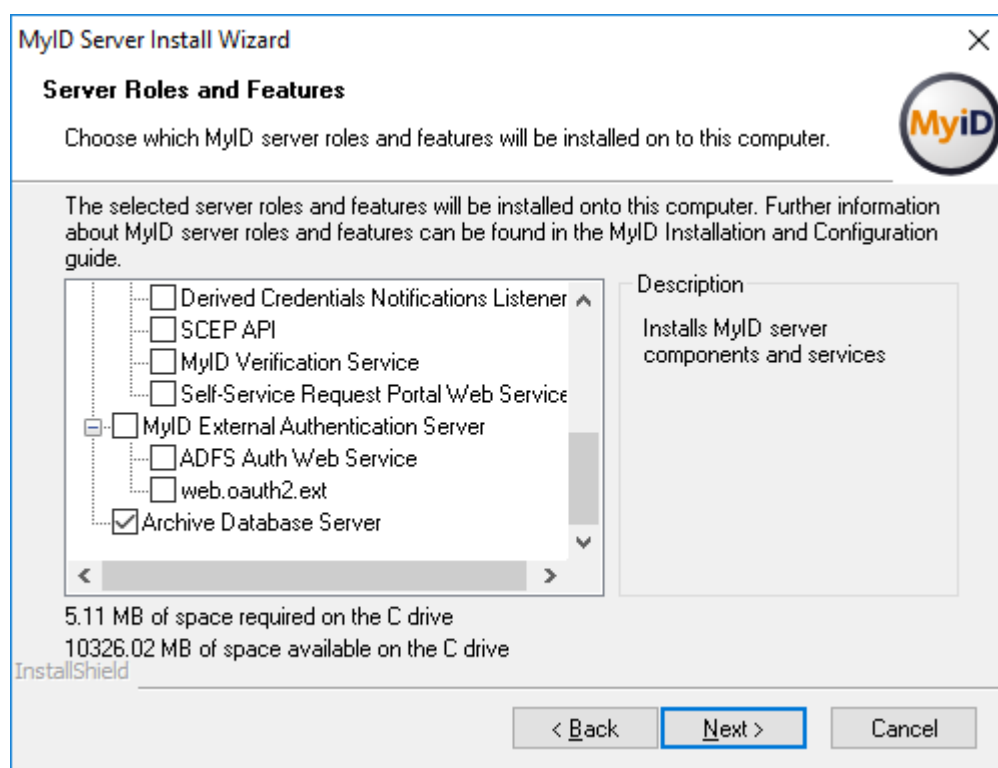 MyID Server Install Wizard
Server Roles and Features
Choose which MyID server roles and features will be installed on to this computer.
MyiD
The selected server roles and features will be installed onto this computer. Further information
about MyID server roles and features can be found in the MyID Installation and Configuration
guide.
Derived Credentials Notifications Listener
SCEP API
MyID Verification Service
Self-Service Request Portal Web Service
MyID External Authentication Server
ADFS Auth Web Service
web.oauth2.ext
Archive Database Server
Description
Installs MyID server
components and services
5.11 MB of space required on the C drive
10326.02 MB of space available on the C drive
InstallShield
< Back
Next >
Cancel